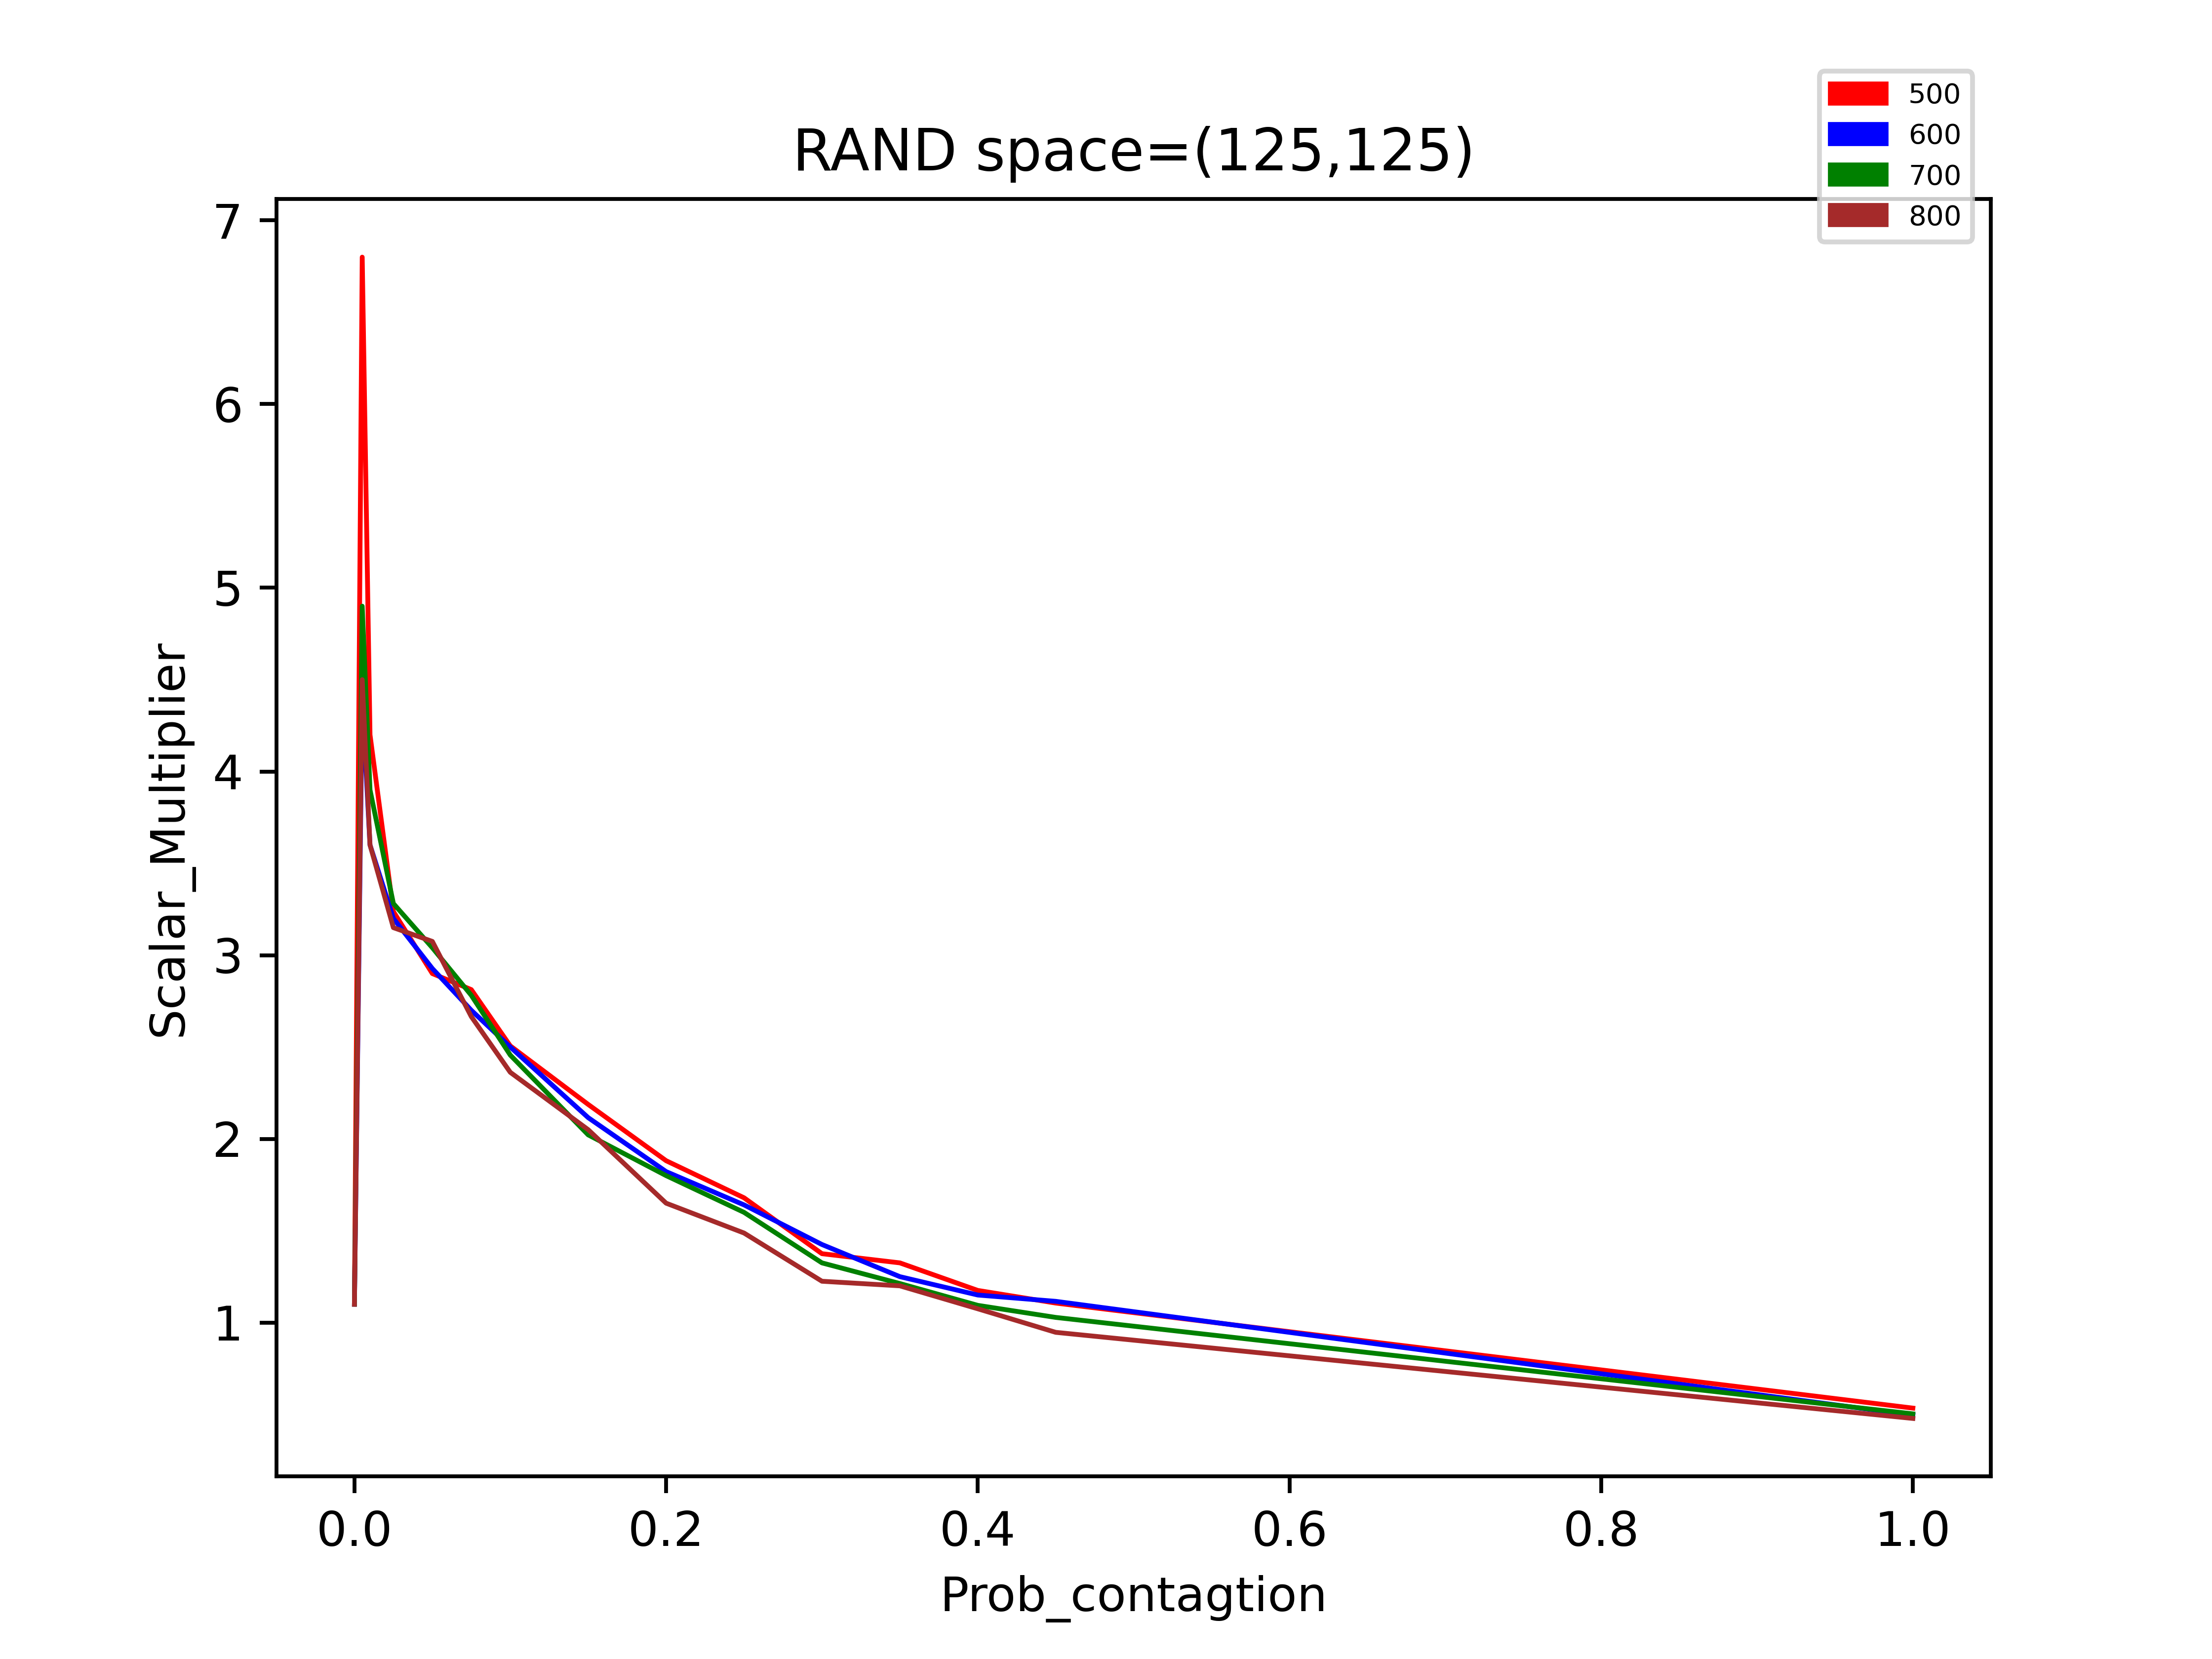 500
600
700
800
RAND space=(125,125)
7
6
5
4
3
2
1
Scalar_Multiplier
0.0 0.2 0.4 0.6 0.8 1.0
Prob_contagtion